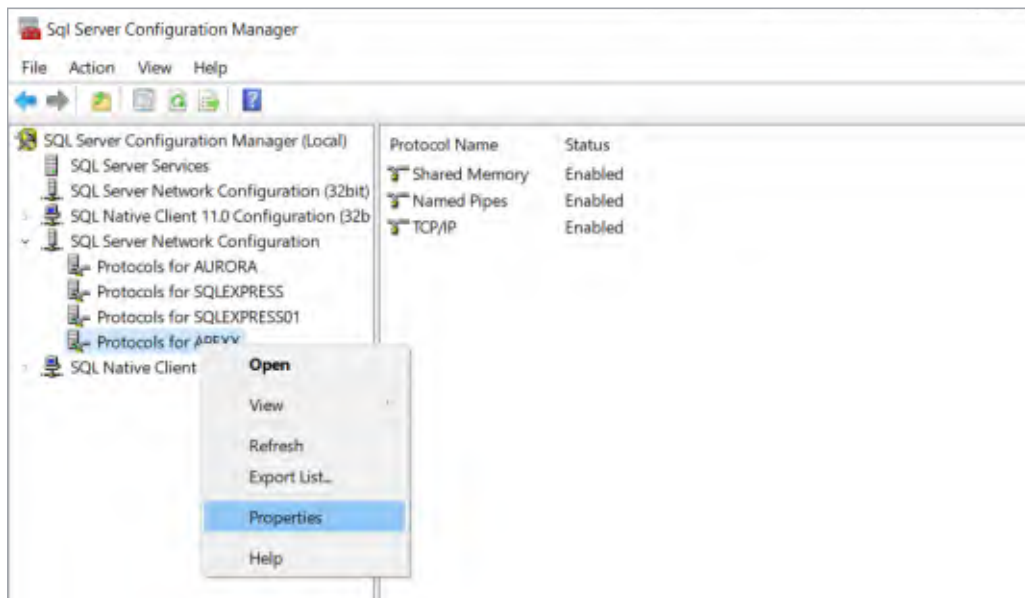 Sql Server Configuration Manager
File Action View Help
SQL Server Configuration Manager (Local)
SQL Server Services
SQL Server Network Configuration (32bit)
SQL Native Client 11.0 Configuration (32b
SQL Server Network Configuration
Protocols for AURORA
Protocols for SQLEXPRESS
Protocols for SQLEXPRESS01
Protocols for
SQL Native Client
Protocol Name Status
Shared Memory Enabled
Named Pipes Enabled
TCP/IP Enabled
Open
View
Refresh
Export List...
Properties
Help